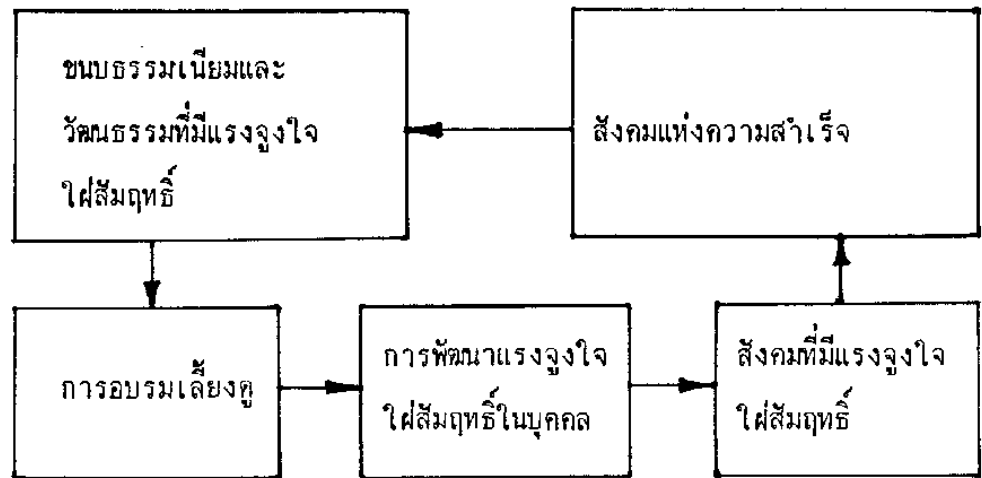 ขนบธรรมเนียมและ
วัฒนธรรมที่มีแรงจูงใจ
ใฝ่สัมฤทธิ์
สังคมแห่งความสำเร็จ
การอบรมเลี้ยงดู
การพัฒนาแรงจูงใจ
ใฝ่สัมฤทธิ์ในบุคคล
สังคมที่มีแรงจูงใจ
ใฝ่สัมฤทธิ์